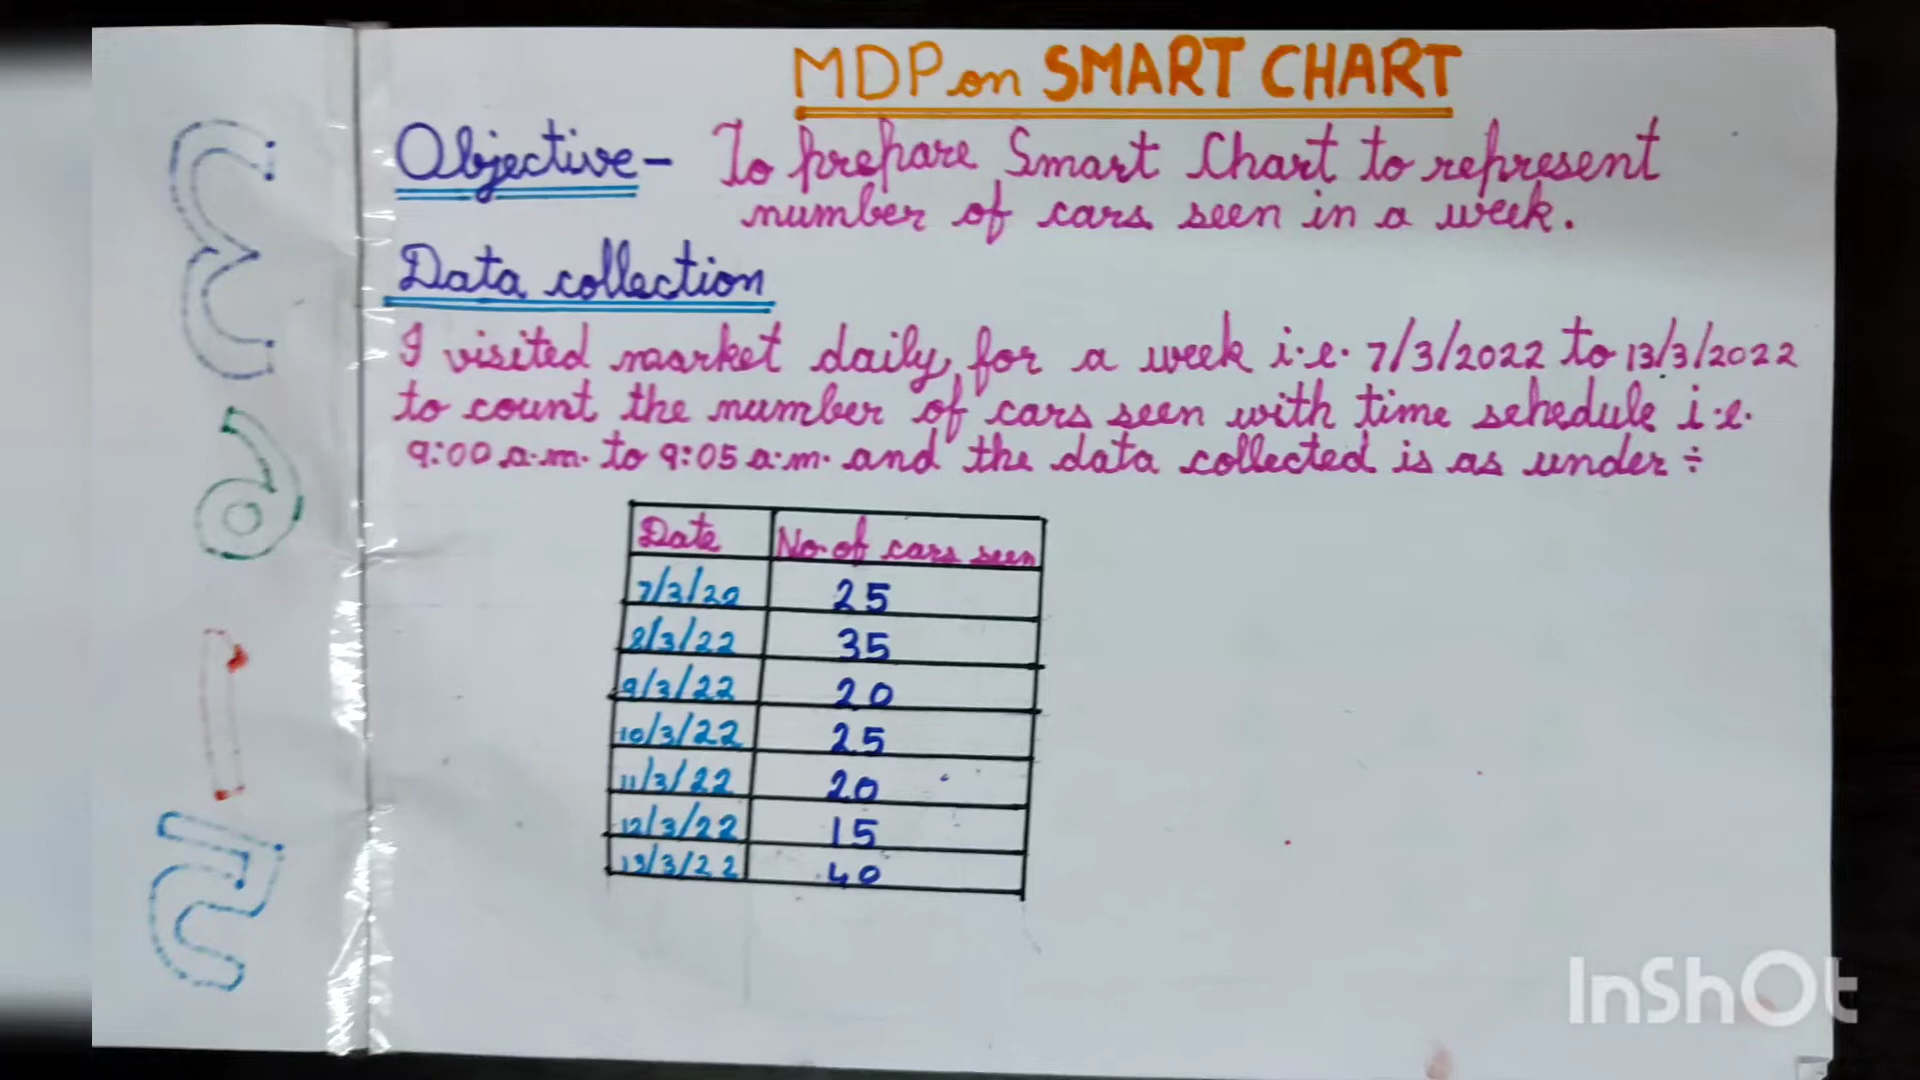 MDP on SMART CHART
Objective- To prepare Smart Chart to represent
number of cars seen in a week.
Data collection
I visited market daily, for a week i.e. 7/3/2022 to 13/3/2022
to count the number of cars seen with time schedule i.e.
9:00 a.m. to 9:05 a.m. and the data collected is as under ÷
Date No. of cars seen
7/3/22 25
8/3/22 35
9/3/22 20
10/3/22 25
11/3/22 20
12/3/22 15
13/3/22 40
InShOt